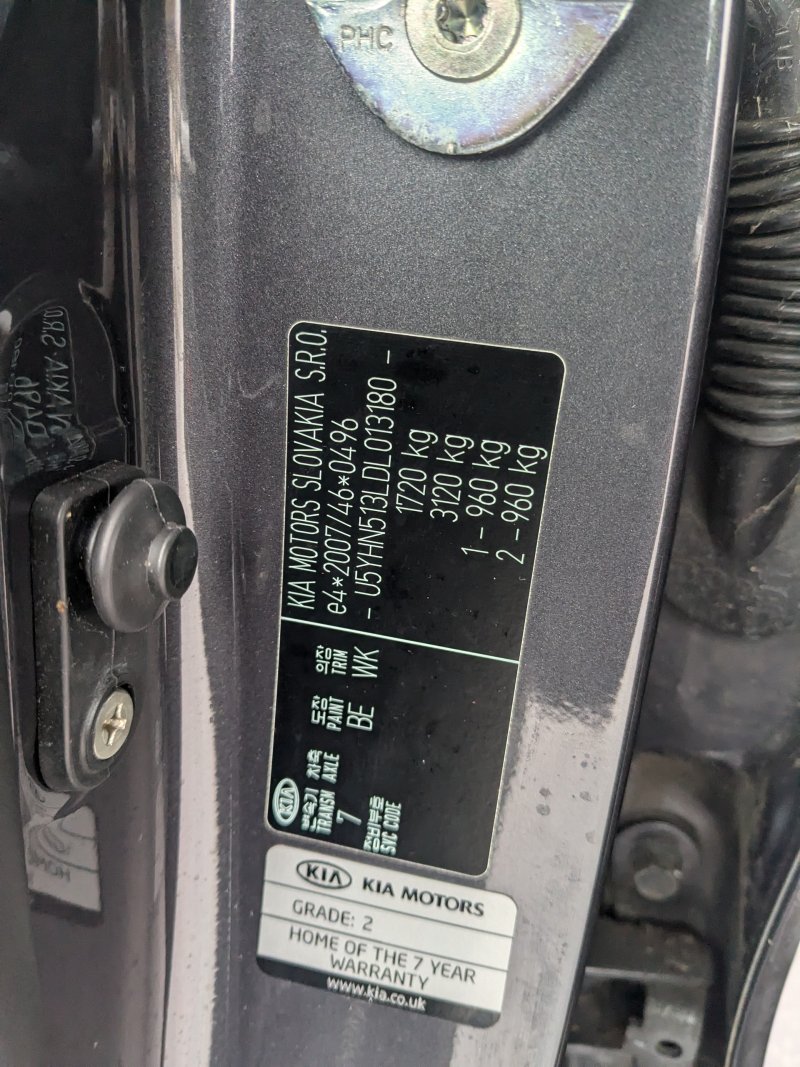 PHC
KIA MOTORS SLOVAKIA S.R.O.
e4*2007/46*0496
- U5YHN513LDL013180 -
1720 kg
3120 kg
1 - 960 kg
2 - 960 kg
KIA
변속기 차축 도장 외장
TRANSM AXLE PAINT TRIM
7 BE WK
정비부호
SVC CODE
KIA KIA MOTORS
GRADE: 2
HOME OF THE 7 YEAR
WARRANTY
www.kia.co.uk